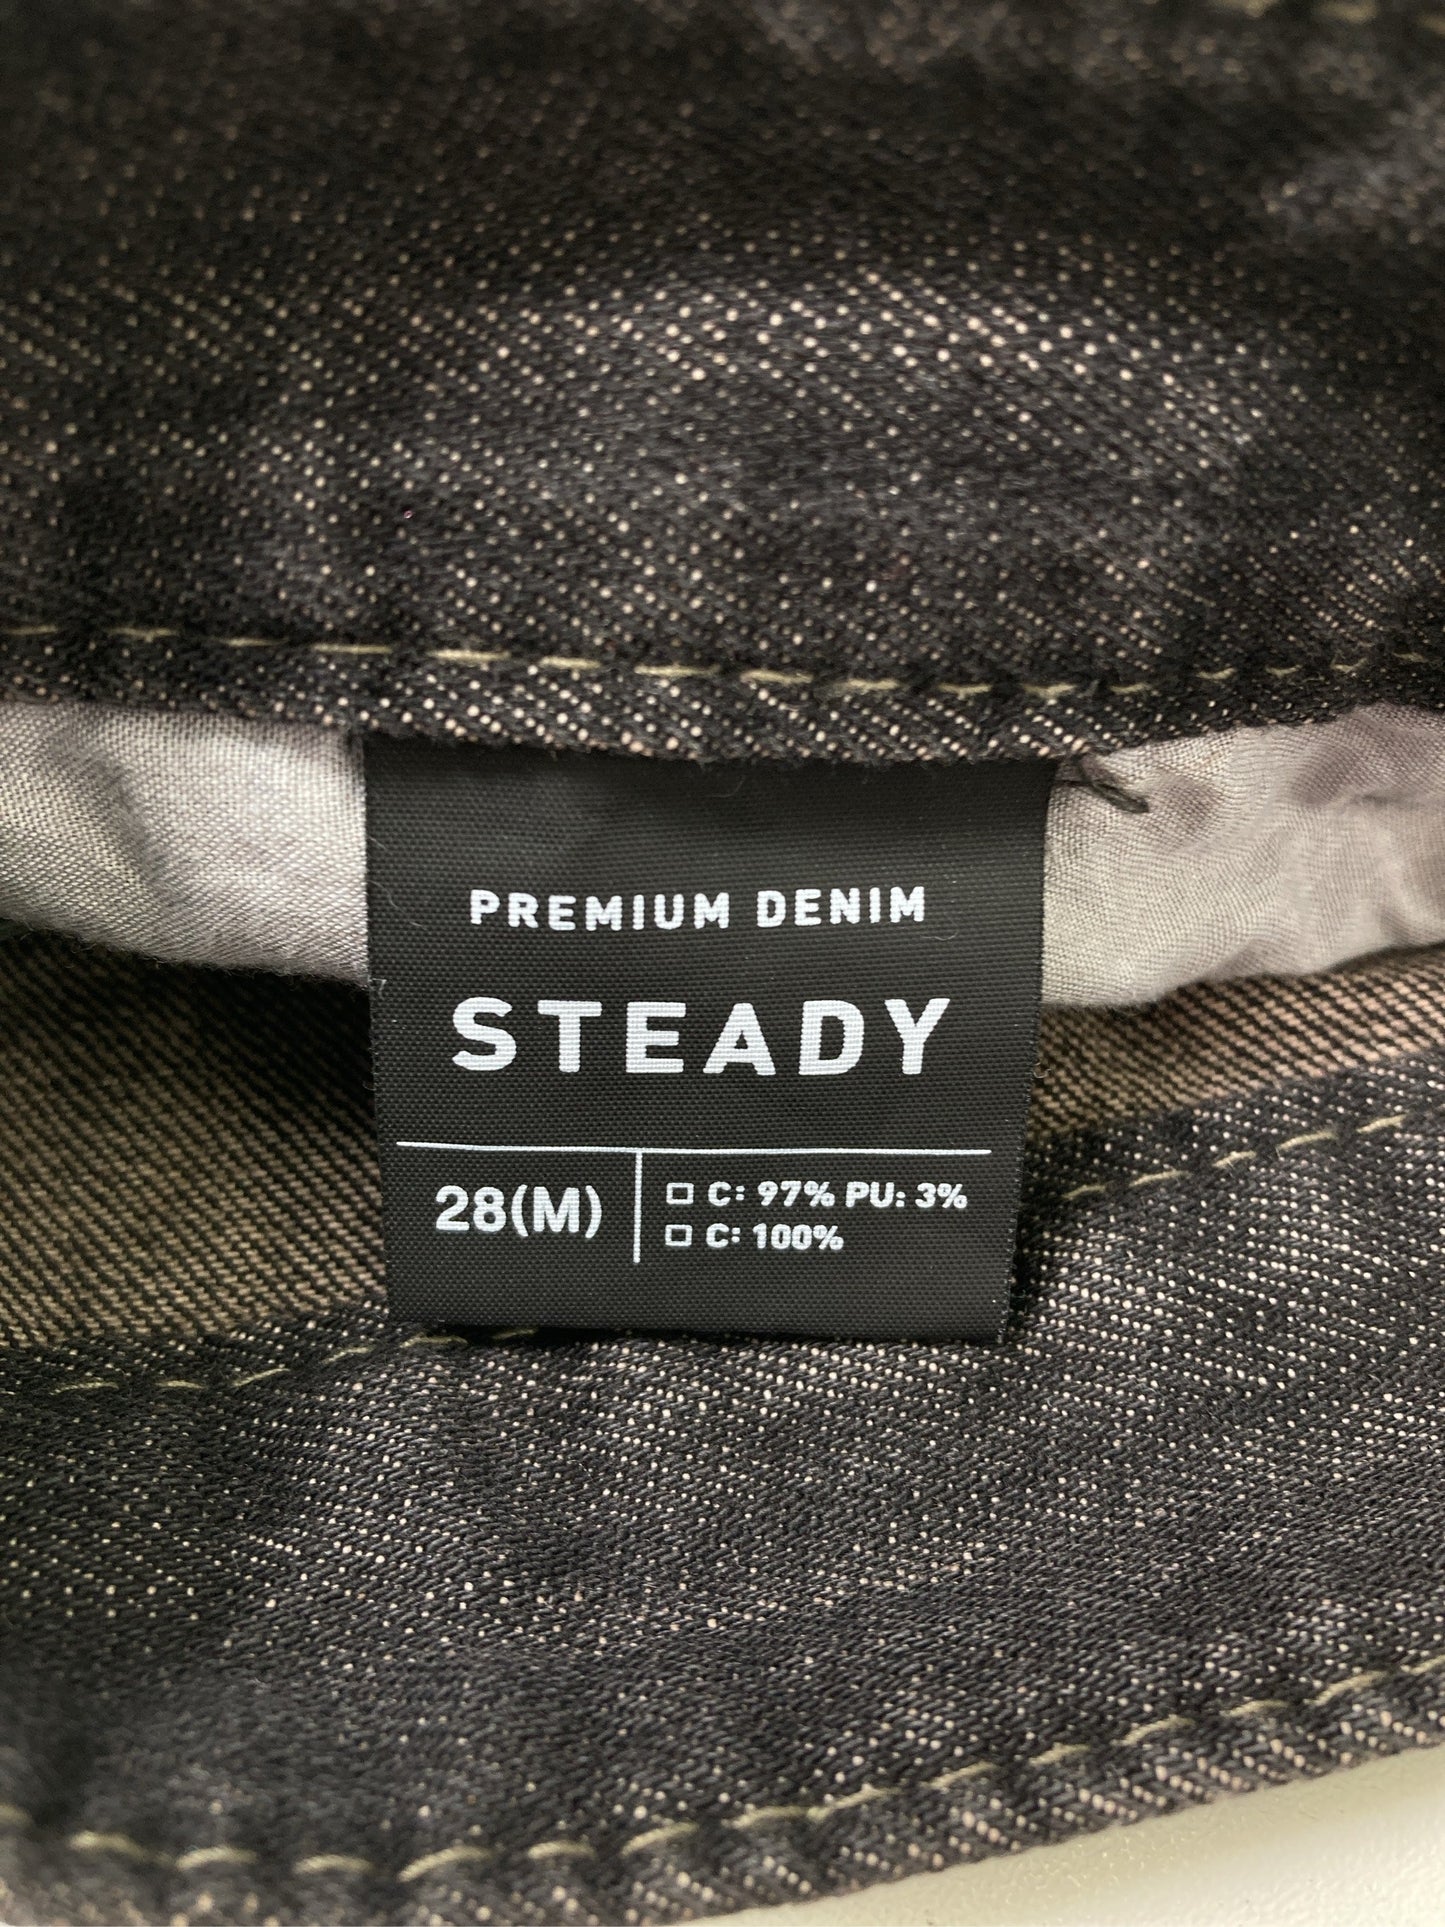 PREMIUM DENIM
STEADY
28(M)
□ C: 97% PU: 3%
□ C: 100%